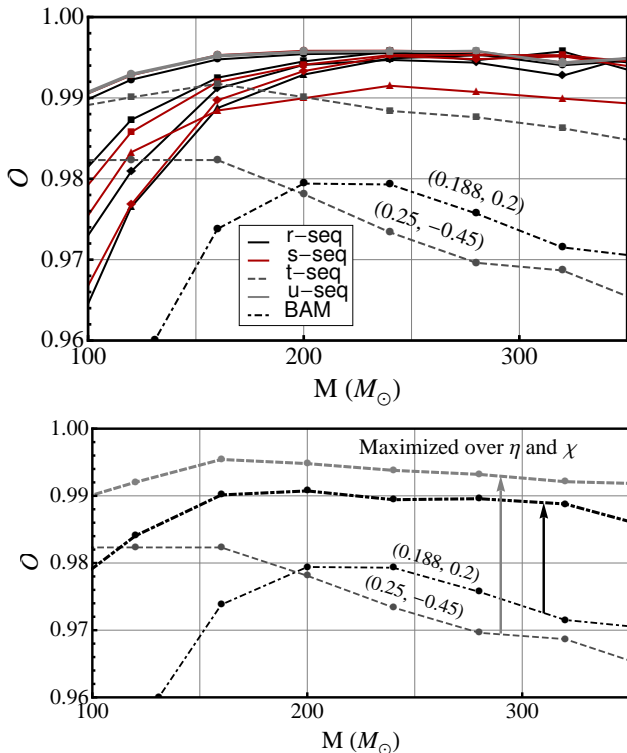 1.00
0.99
0.98
0.97
0.96
O
(0.188, 0.2)
(0.25, −0.45)
r−seq
s−seq
t−seq
u−seq
BAM
100
200
300
M (M⊙)
1.00
0.99
0.98
0.97
0.96
O
Maximized over η and χ
(0.188, 0.2)
(0.25, −0.45)
100
200
300
M (M⊙)